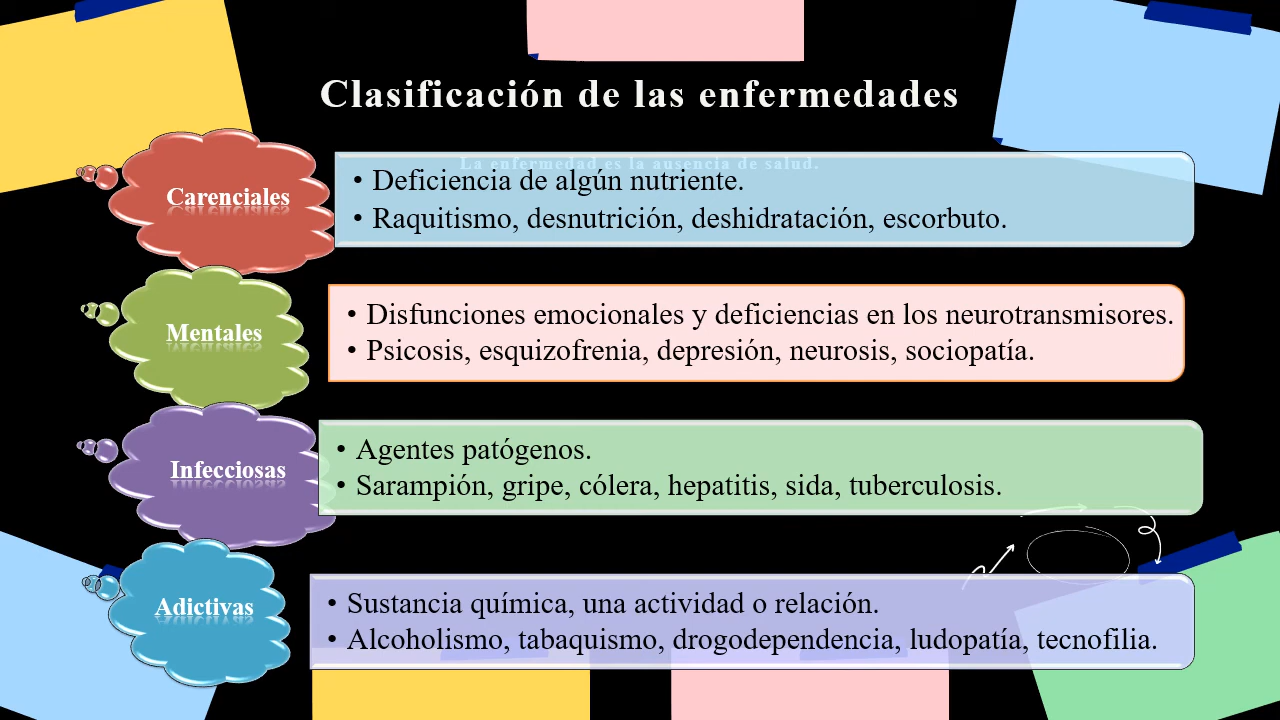 Clasificación de las enfermedades
La enfermedad es la ausencia de salud.
Carenciales
• Deficiencia de algún nutriente.
• Raquitismo, desnutrición, deshidratación, escorbuto.
Mentales
• Disfunciones emocionales y deficiencias en los neurotransmisores.
• Psicosis, esquizofrenia, depresión, neurosis, sociopatía.
Infecciosas
• Agentes patógenos.
• Sarampión, gripe, cólera, hepatitis, sida, tuberculosis.
Adictivas
• Sustancia química, una actividad o relación.
• Alcoholismo, tabaquismo, drogodependencia, ludopatía, tecnofilia.